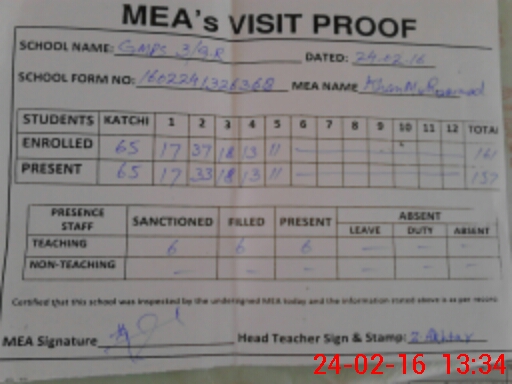 MEA's VISIT PROOF
SCHOOL NAME: GMPS 3/9R DATED: 24.02.16
SCHOOL FORM NO: MEA NAME Khan
STUDENTS KATCHI 1 2 3 4 5 6 7 8 9 10 11 12 TOTAL
ENROLLED 65 17 37 18 13 11 161
PRESENT 65 17 33 18 13 11 157
PRESENCE STAFF SANCTIONED FILLED PRESENT ABSENT
LEAVE DUTY ABSENT
TEACHING 6 6 6 — — —
NON-TEACHING — — — — — —
Certified that this school was inspected by the undersigned MEA today and the information stated above is as per record
MEA Signature Head Teacher Sign & Stamp: Z Akhtar
24-02-16 13:34